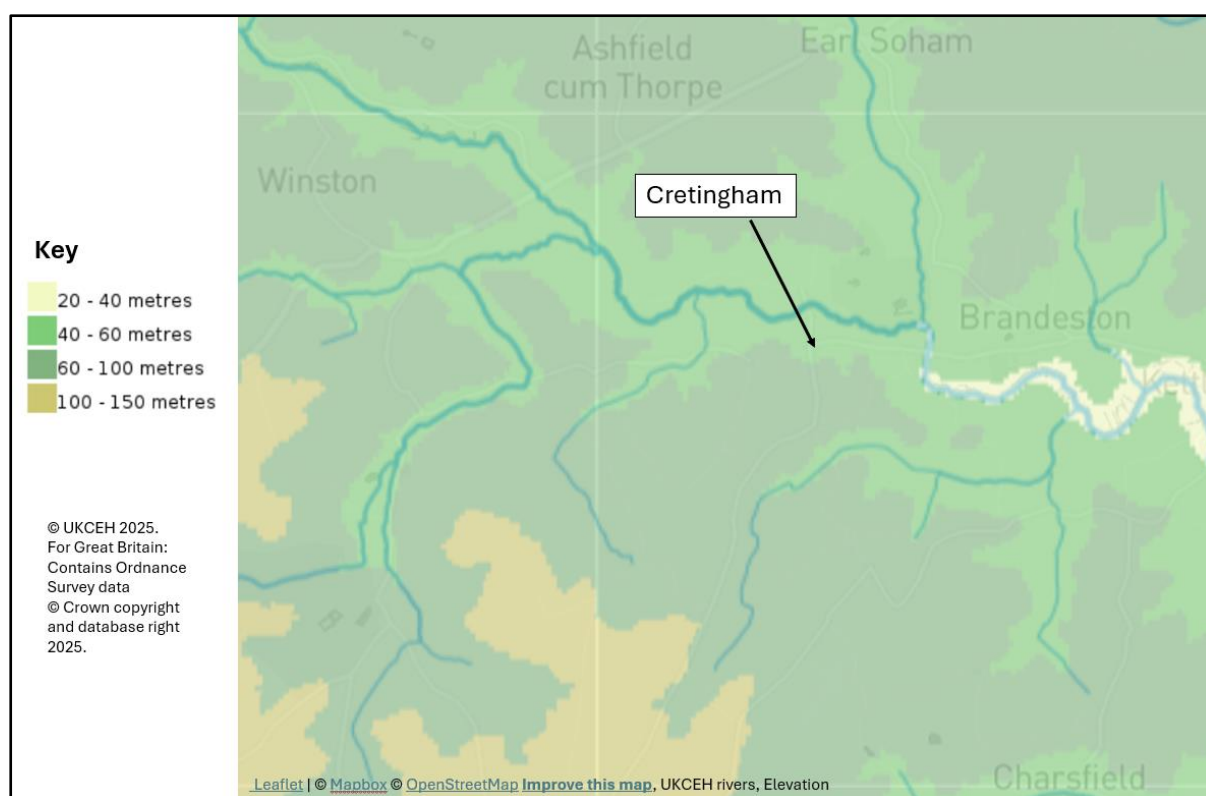 Ashfield
cum Thorpe
Earl Soham
Winston
Cretingham
Brandeston
Key
20 - 40 metres
40 - 60 metres
60 - 100 metres
100 - 150 metres
© UKCEH 2025.
For Great Britain:
Contains Ordnance
Survey data
© Crown copyright
and database right
2025.
Charsfield
Leaflet | © Mapbox © OpenStreetMap Improve this map, UKCEH rivers, Elevation